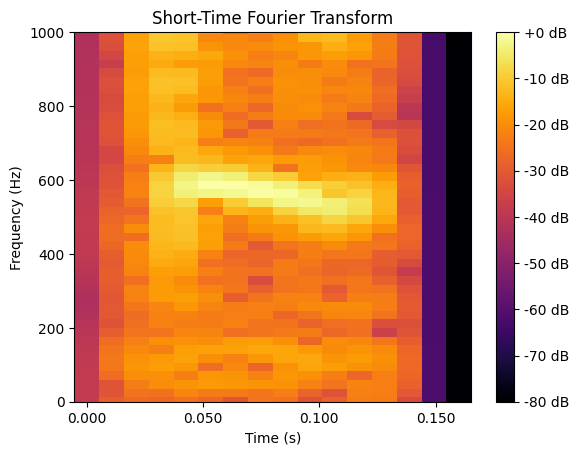 Short-Time Fourier Transform
Frequency (Hz)
1000
800
600
400
200
0
0.000
0.050
0.100
0.150
Time (s)
+0 dB
-10 dB
-20 dB
-30 dB
-40 dB
-50 dB
-60 dB
-70 dB
-80 dB